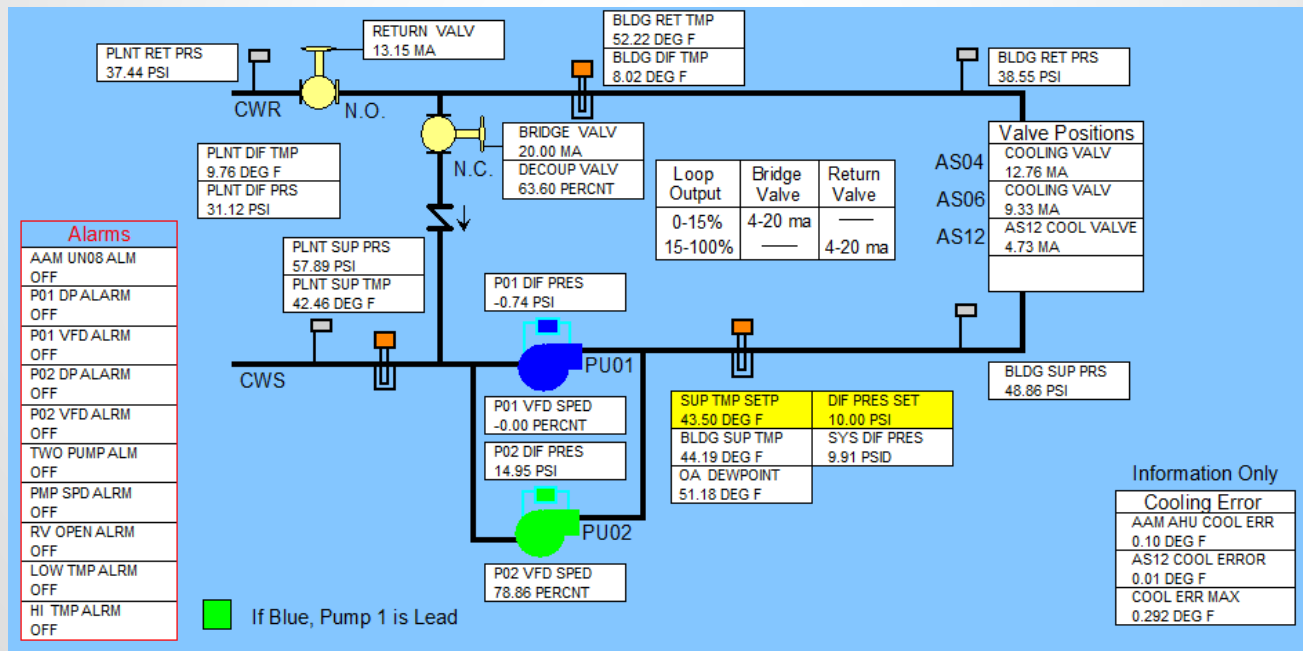 PLNT RET PRS
37.44 PSI
RETURN VALV
13.15 MA
BLDG RET TMP
52.22 DEG F
BLDG DIF TMP
8.02 DEG F
BLDG RET PRS
38.55 PSI
CWR
N.O.
PLNT DIF TMP
9.76 DEG F
PLNT DIF PRS
31.12 PSI
BRIDGE VALV
20.00 MA
DECOUP VALV
63.60 PERCNT
N.C.
Loop Output
Bridge Valve
Return Valve
0-15%
4-20 ma
——
15-100%
——
4-20 ma
Valve Positions
AS04
COOLING VALV
12.76 MA
AS06
COOLING VALV
9.33 MA
AS12
AS12 COOL VALVE
4.73 MA
Alarms
AAM UN08 ALM
OFF
P01 DP ALARM
OFF
P01 VFD ALRM
OFF
P02 DP ALARM
OFF
P02 VFD ALRM
OFF
TWO PUMP ALM
OFF
PMP SPD ALRM
OFF
RV OPEN ALRM
OFF
LOW TMP ALRM
OFF
HI TMP ALRM
OFF
PLNT SUP PRS
57.89 PSI
PLNT SUP TMP
42.46 DEG F
CWS
P01 DIF PRES
-0.74 PSI
PU01
P01 VFD SPED
-0.00 PERCNT
P02 DIF PRES
14.95 PSI
PU02
P02 VFD SPED
78.86 PERCNT
SUP TMP SETP
43.50 DEG F
DIF PRES SET
10.00 PSI
BLDG SUP TMP
44.19 DEG F
SYS DIF PRES
9.91 PSID
OA DEWPOINT
51.18 DEG F
BLDG SUP PRS
48.86 PSI
Information Only
Cooling Error
AAM AHU COOL ERR
0.10 DEG F
AS12 COOL ERROR
0.01 DEG F
COOL ERR MAX
0.292 DEG F
If Blue, Pump 1 is Lead